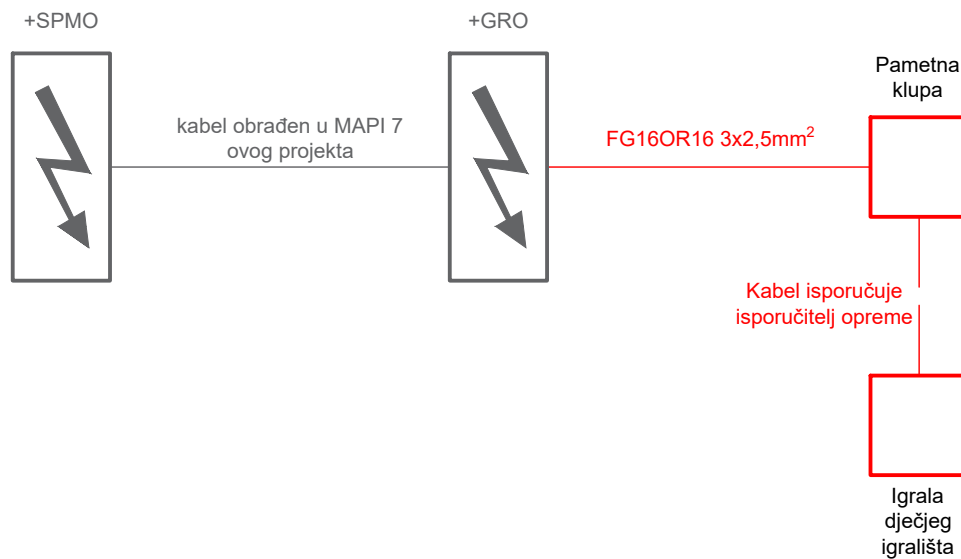 +SPMO
+GRO
Pametna
klupa
kabel obrađen u MAPI 7
ovog projekta
FG16OR16 3x2,5mm²
Kabel isporučuje
isporučitelj opreme
Igrala
dječjeg
igrališta